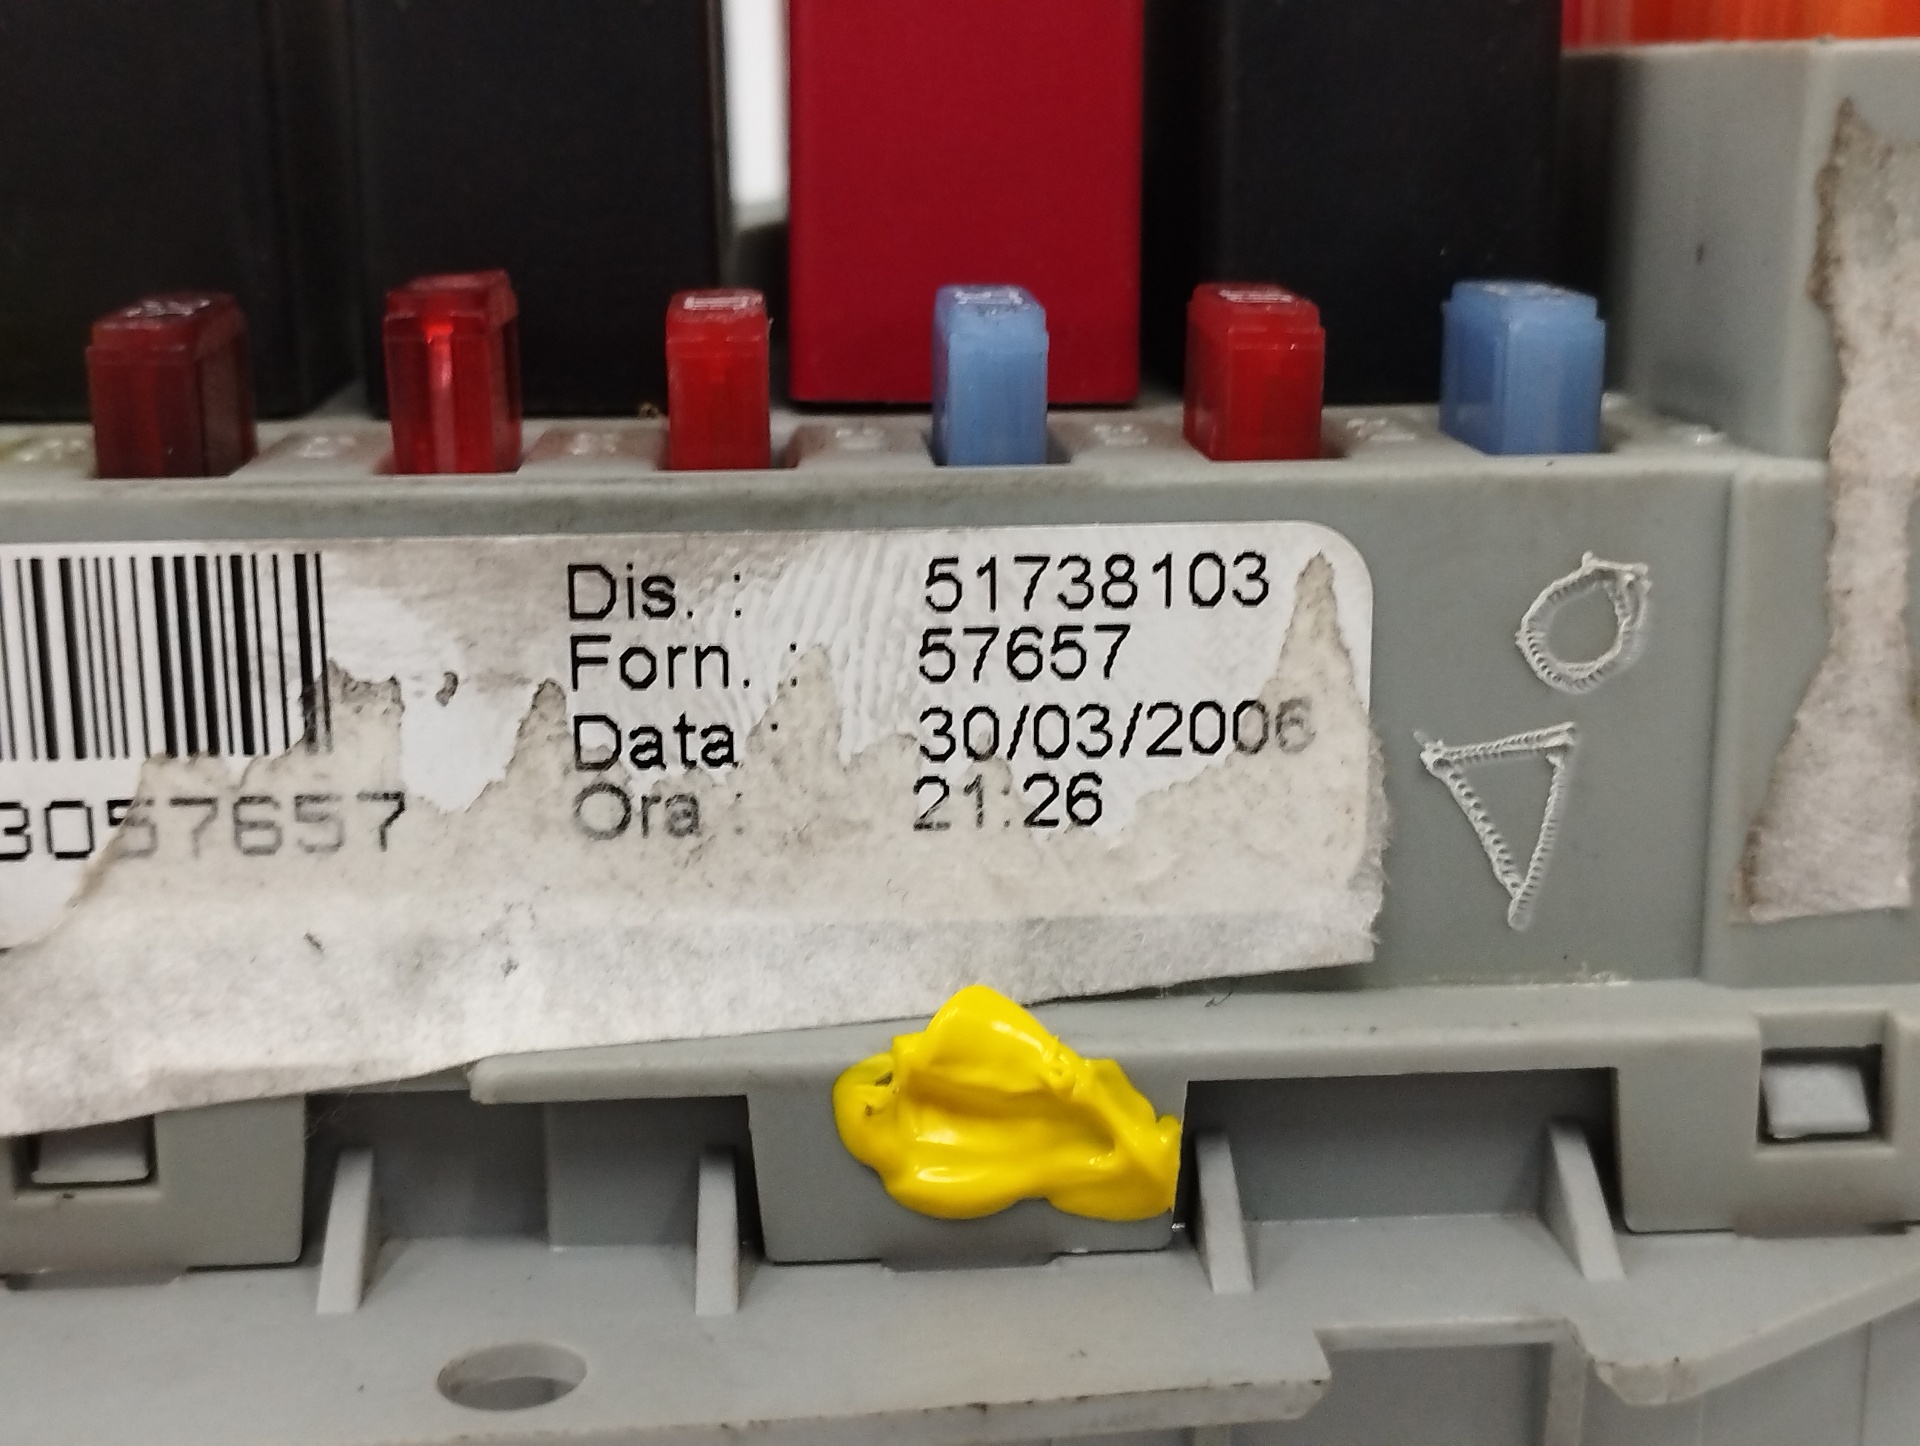 Dis. : 51738103
Forn. : 57657
Data : 30/03/2006
Ora : 21:26
3057657